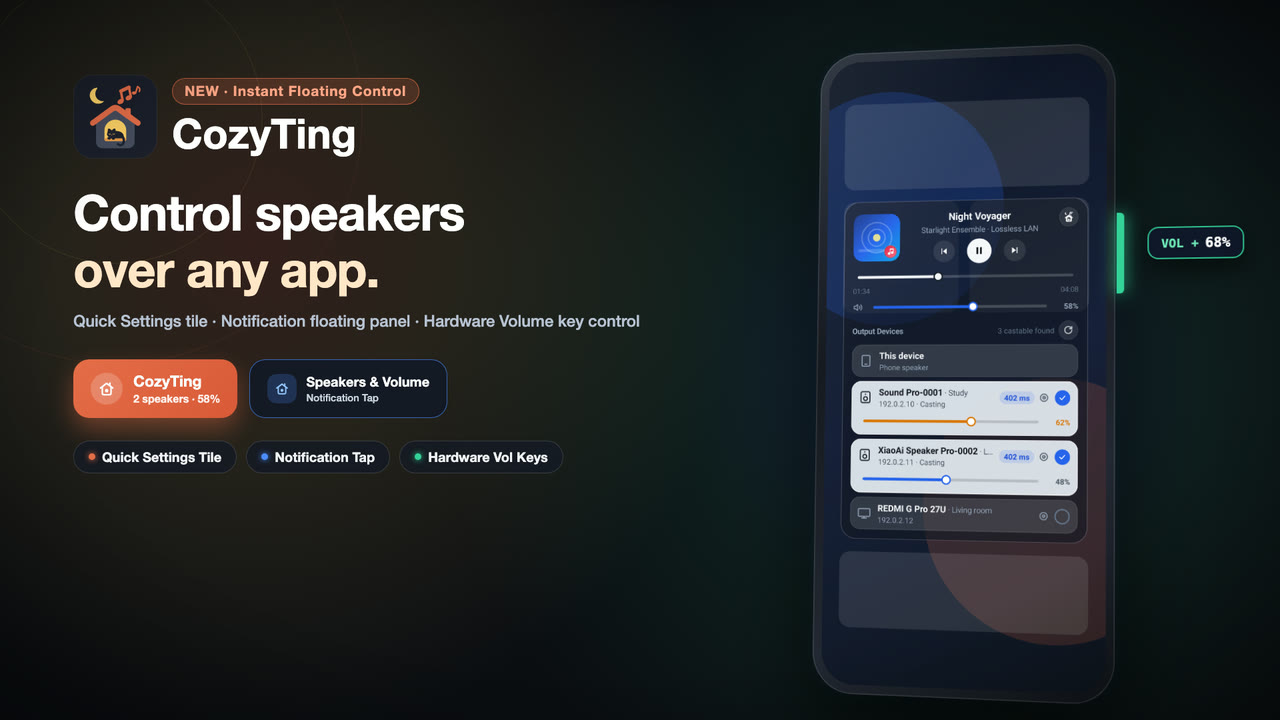 NEW · Instant Floating Control
CozyTing
Control speakers
over any app.
Quick Settings tile · Notification floating panel · Hardware Volume key control
CozyTing
2 speakers · 58%
Speakers & Volume
Notification Tap
Quick Settings Tile
Notification Tap
Hardware Vol Keys
Night Voyager
Starlight Ensemble · Lossless LAN
01:34
04:08
58%
Output Devices
3 castable found
This device
Phone speaker
Sound Pro-0001 · Study
402 ms
192.0.2.10 · Casting
62%
XiaoAi Speaker Pro-0002 · L...
402 ms
192.0.2.11 · Casting
48%
REDMI G Pro 27U · Living room
192.0.2.12
VOL + 68%